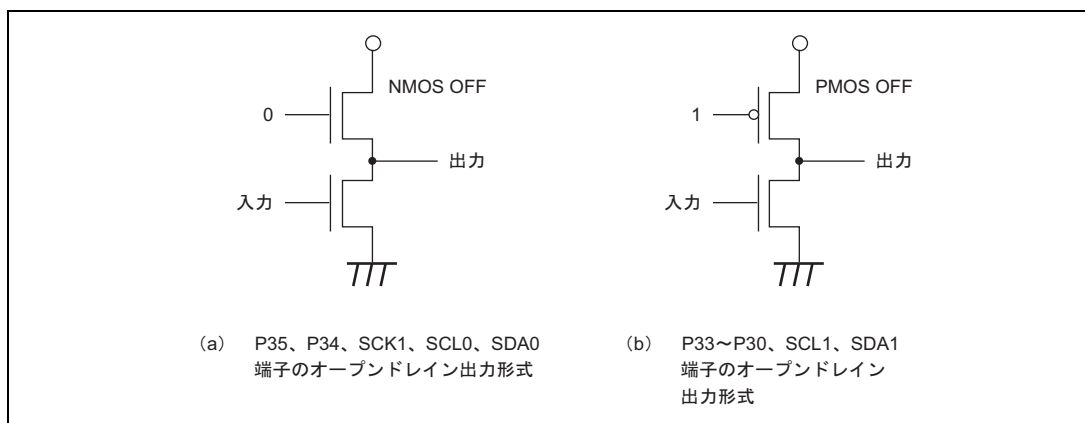 NMOS OFF
0
出力
入力
(a) P35、P34、SCK1、SCL0、SDA0
端子のオープンドレイン出力形式
PMOS OFF
1
出力
入力
(b) P33～P30、SCL1、SDA1
端子のオープンドレイン
出力形式